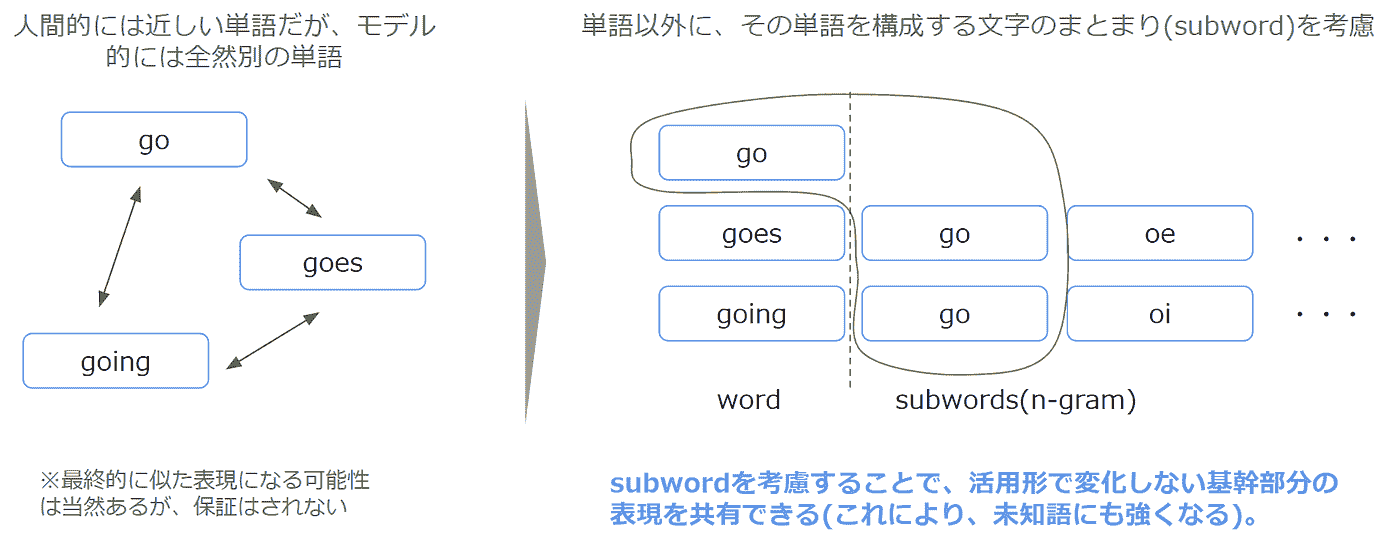 人間的には近しい単語だが、モデル
的には全然別の単語
go
goes
going
※最終的に似た表現になる可能性
は当然あるが、保証はされない
単語以外に、その単語を構成する文字のまとまり(subword)を考慮
go
goes go oe ・・・
going go oi ・・・
word subwords(n-gram)
subwordを考慮することで、活用形で変化しない基幹部分の
表現を共有できる(これにより、未知語にも強くなる)。